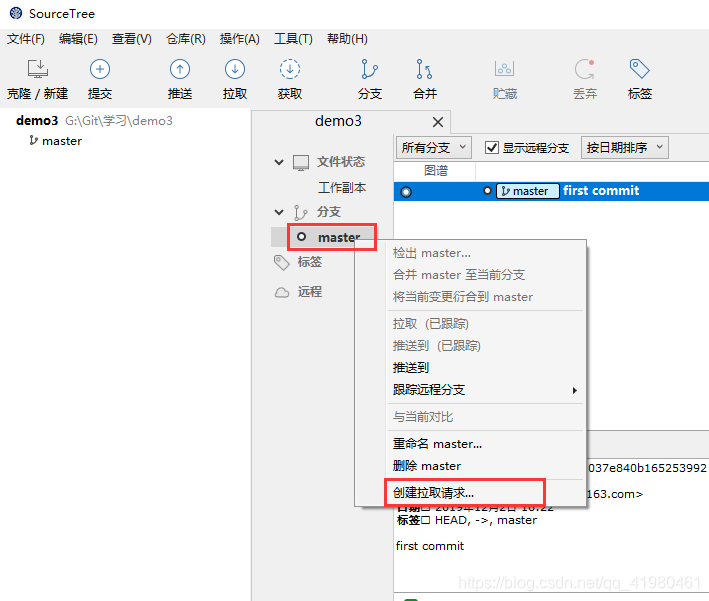 SourceTree
文件(F) 编辑(E) 查看(V) 仓库(R) 操作(A) 工具(T) 帮助(H)
克隆 / 新建 提交 推送 拉取 获取 分支 合并 贮藏 丢弃 标签
demo3 G:\Git\学习\demo3
master
demo3
所有分支 显示远程分支 按日期排序
图谱
master first commit
文件状态
工作副本
分支
master
标签
远程
检出 master...
合并 master 至当前分支
将当前变更衍合到 master
拉取 (已跟踪)
推送到 (已跟踪)
推送到
跟踪远程分支
与当前对比
重命名 master...
删除 master
创建拉取请求...
037e840b165253992
163.com>
日期 2019年12月2日 16:22
标签 HEAD, ->, master
first commit
https://blog.csdn.net/qq_41980461